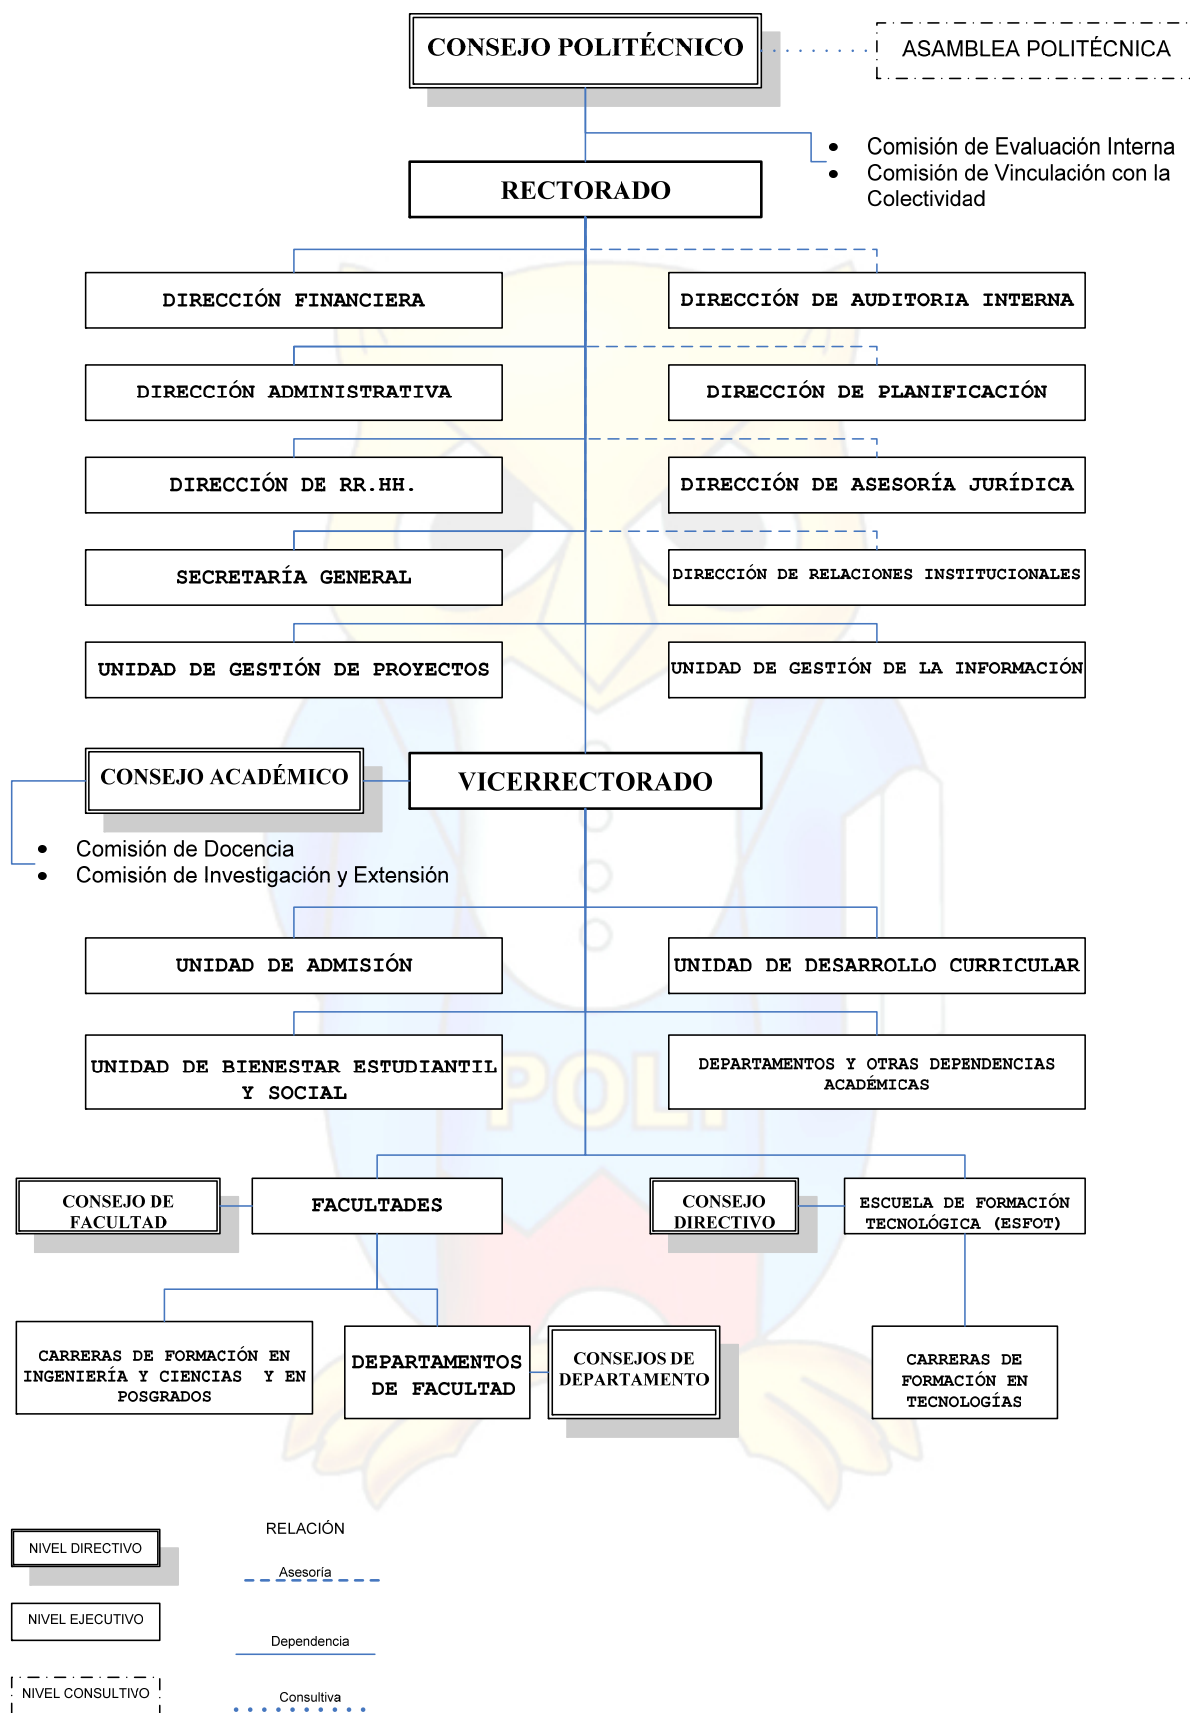 CONSEJO POLITÉCNICO
ASAMBLEA POLITÉCNICA
• Comisión de Evaluación Interna
• Comisión de Vinculación con la
Colectividad
RECTORADO
DIRECCIÓN FINANCIERA
DIRECCIÓN DE AUDITORIA INTERNA
DIRECCIÓN ADMINISTRATIVA
DIRECCIÓN DE PLANIFICACIÓN
DIRECCIÓN DE RR.HH.
DIRECCIÓN DE ASESORÍA JURÍDICA
SECRETARÍA GENERAL
DIRECCIÓN DE RELACIONES INSTITUCIONALES
UNIDAD DE GESTIÓN DE PROYECTOS
UNIDAD DE GESTIÓN DE LA INFORMACIÓN
CONSEJO ACADÉMICO
VICERRECTORADO
• Comisión de Docencia
• Comisión de Investigación y Extensión
UNIDAD DE ADMISIÓN
UNIDAD DE DESARROLLO CURRICULAR
UNIDAD DE BIENESTAR ESTUDIANTIL
Y SOCIAL
DEPARTAMENTOS Y OTRAS DEPENDENCIAS
ACADÉMICAS
POLI
CONSEJO DE
FACULTAD
FACULTADES
CONSEJO
DIRECTIVO
ESCUELA DE FORMACIÓN
TECNOLÓGICA (ESFOT)
CARRERAS DE FORMACIÓN EN
INGENIERÍA Y CIENCIAS Y EN
POSGRADOS
DEPARTAMENTOS
DE FACULTAD
CONSEJOS DE
DEPARTAMENTO
CARRERAS DE
FORMACIÓN EN
TECNOLOGÍAS
NIVEL DIRECTIVO
RELACIÓN
Asesoría
NIVEL EJECUTIVO
Dependencia
NIVEL CONSULTIVO
Consultiva